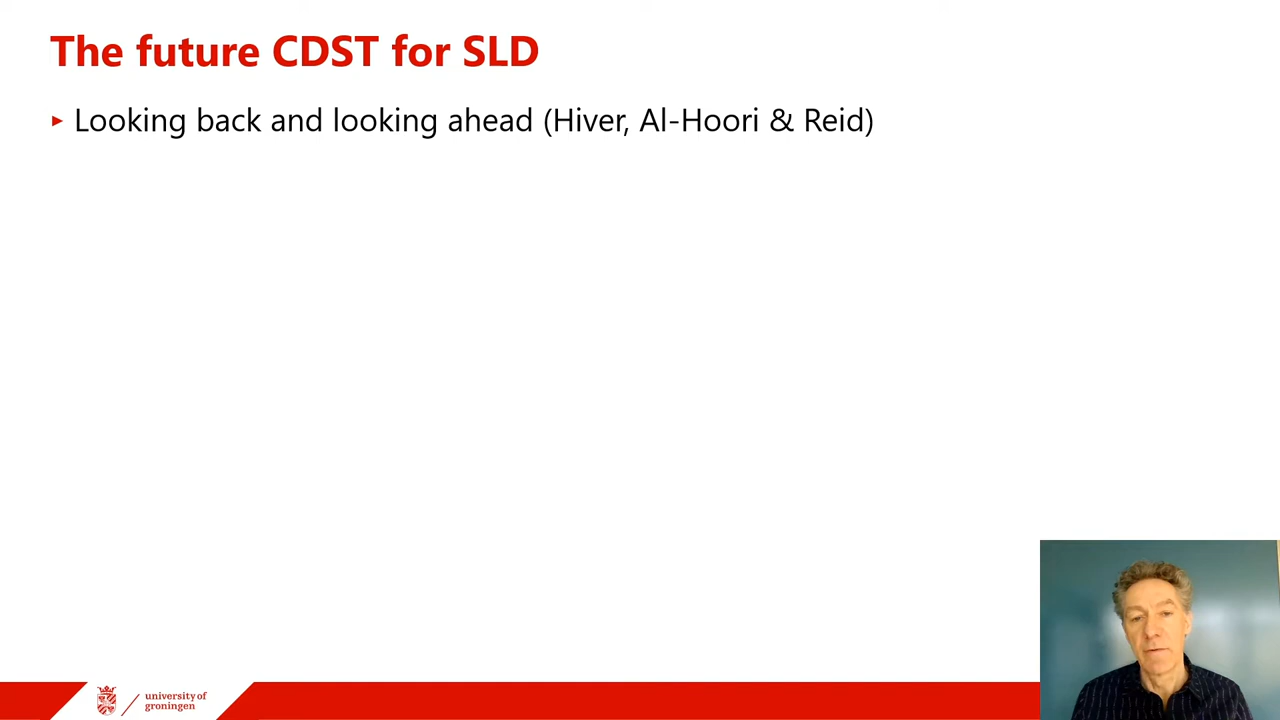 The future CDST for SLD
Looking back and looking ahead (Hiver, Al-Hoori & Reid)
university of
groningen